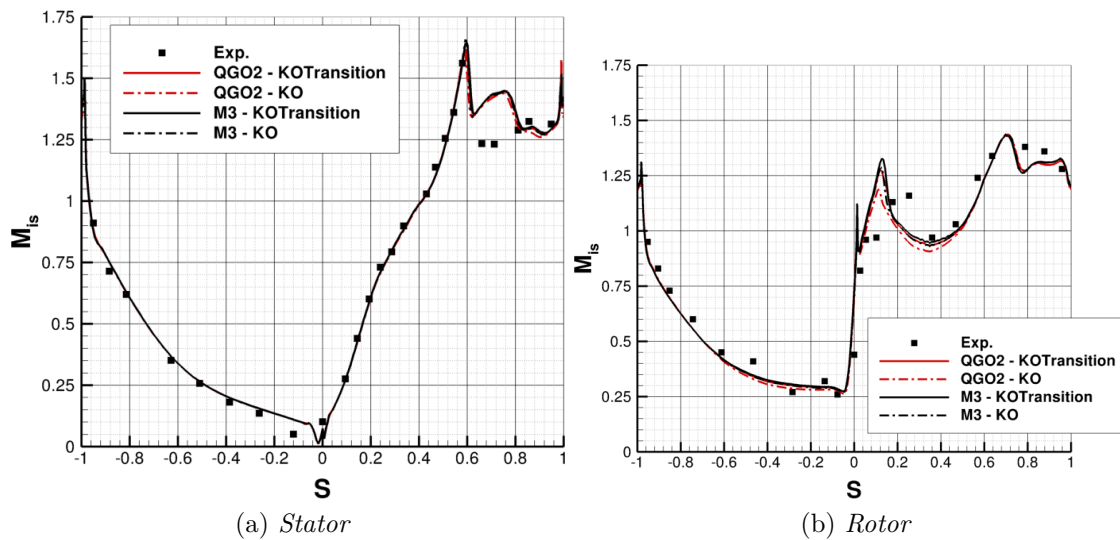 1.75
1.5
1.25
1
0.75
0.5
0.25
0
M_is
Exp.
QGO2 - KOTransition
QGO2 - KO
M3 - KOTransition
M3 - KO
-1 -0.8 -0.6 -0.4 -0.2 0 0.2 0.4 0.6 0.8 1
S
(a) Stator
1.75
1.5
1.25
1
0.75
0.5
0.25
0
M_is
Exp.
QGO2 - KOTransition
QGO2 - KO
M3 - KOTransition
M3 - KO
-1 -0.8 -0.6 -0.4 -0.2 0 0.2 0.4 0.6 0.8 1
S
(b) Rotor